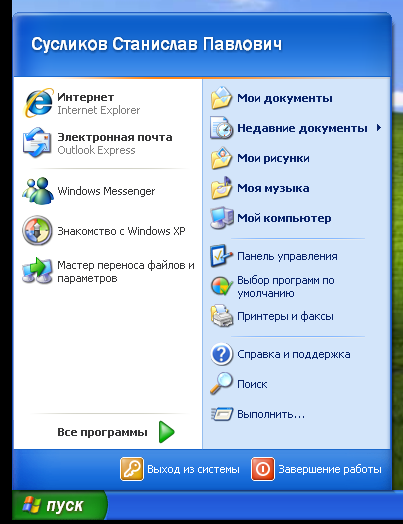 Сусликов Станислав Павлович
Интернет
Internet Explorer
Электронная почта
Outlook Express
Windows Messenger
Знакомство с Windows XP
Мастер переноса файлов и
параметров
Все программы
Мои документы
Недавние документы
Мои рисунки
Моя музыка
Мой компьютер
Панель управления
Выбор программ по
умолчанию
Принтеры и факсы
Справка и поддержка
Поиск
Выполнить...
Выход из системы
Завершение работы
пуск